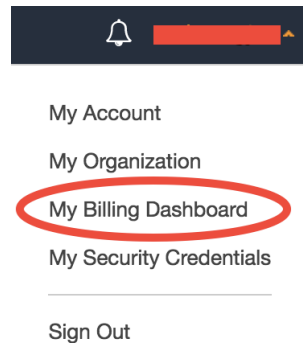 My Account
My Organization
My Billing Dashboard
My Security Credentials
Sign Out